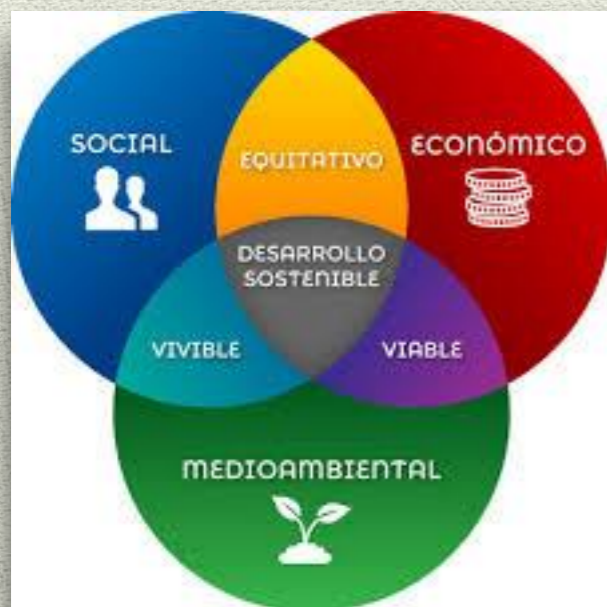 SOCIAL
ECONÓMICO
EQUITATIVO
DESARROLLO
SOSTENIBLE
VIVIBLE
VIABLE
MEDIOAMBIENTAL